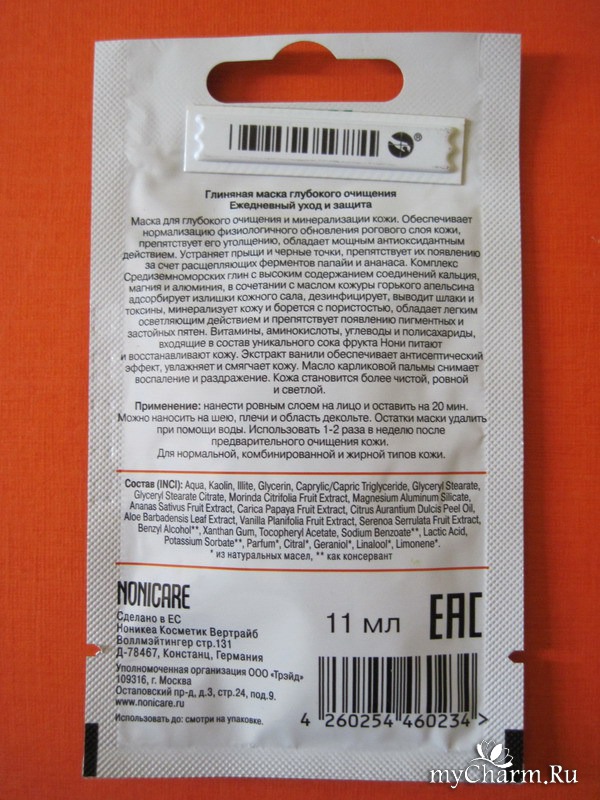 ®
Глиняная маска глубокого очищения
Ежедневный уход и защита
Маска для глубокого очищения и минерализации кожи. Обеспечивает
нормализацию физиологичного обновления рогового слоя кожи,
препятствует его утолщению, обладает мощным антиоксидантным
действием. Устраняет прыщи и черные точки, препятствует их появлению
за счет расщепляющих ферментов папайи и ананаса. Комплекс
Средиземноморских глин с высоким содержанием соединений кальция,
магния и алюминия, в сочетании с маслом кожуры горького апельсина
адсорбирует излишки кожного сала, дезинфицирует, выводит шлаки и
токсины, минерализует кожу и борется с пористостью, обладает легким
осветляющим действием и препятствует появлению пигментных и
застойных пятен. Витамины, аминокислоты, углеводы и полисахариды,
входящие в состав уникального сока фрукта Нони питают
и восстанавливают кожу. Экстракт ванили обеспечивает антисептический
эффект, увлажняет и смягчает кожу. Масло карликовой пальмы снимает
воспаление и раздражение. Кожа становится более чистой, ровной
и светлой.
Применение: нанести ровным слоем на лицо и оставить на 20 мин.
Можно наносить на шею, плечи и область декольте. Остатки маски удалить
при помощи воды. Использовать 1-2 раза в неделю после
предварительного очищения кожи.
Для нормальной, комбинированной и жирной типов кожи.
Состав (INCI): Aqua, Kaolin, Illite, Glycerin, Caprylic/Capric Triglyceride, Glyceryl Stearate,
Glyceryl Stearate Citrate, Morinda Citrifolia Fruit Extract, Magnesium Aluminum Silicate,
Ananas Sativus Fruit Extract, Carica Papaya Fruit Extract, Citrus Aurantium Dulcis Peel Oil,
Aloe Barbadensis Leaf Extract, Vanilla Planifolia Fruit Extract, Serenoa Serrulata Fruit Extract,
Benzyl Alcohol**, Xanthan Gum, Tocopheryl Acetate, Sodium Benzoate**, Lactic Acid,
Potassium Sorbate**, Parfum*, Citral*, Geraniol*, Linalool*, Limonene*.
* из натуральных масел, ** как консервант
NONICARE
Сделано в ЕС
Нониkеа Косметик Вертрайб
Воллмэйтингер стр.131
Д-78467, Констанц, Германия
11 мл
EAC
Уполномоченная организация ООО «Трэйд»
109316, г. Москва
Остаповский пр-д, д.3, стр.24, под.9.
www.nonicare.com
Использовать до: смотри на упаковке.
4 260254 460234 >
myCharm.Ru